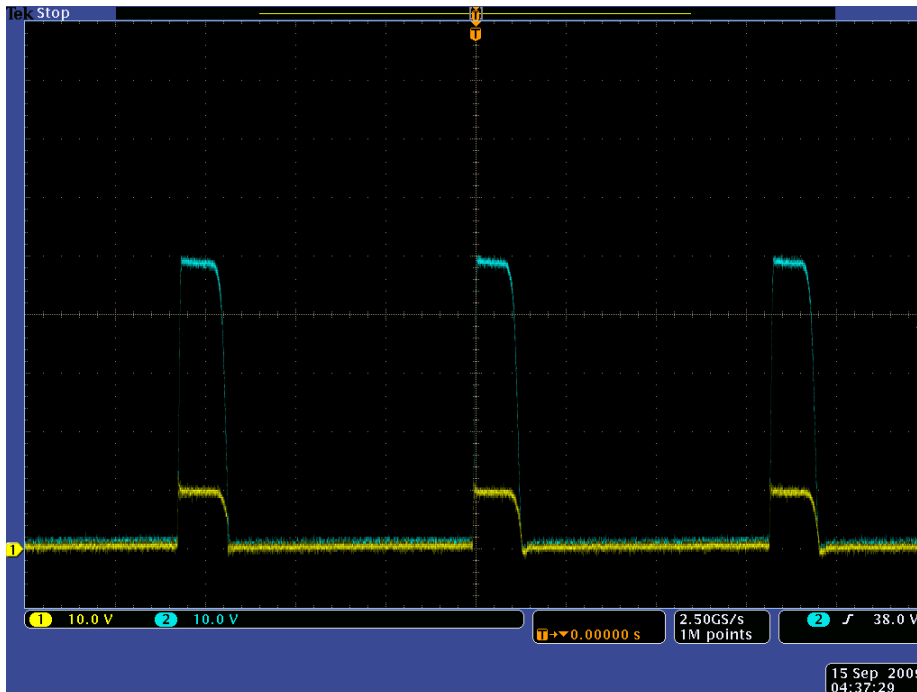 Tek Stop
T
T
1
1 10.0 V 2 10.0 V
T→▼0.00000 s
2.50GS/s
1M points
2 ∫ 38.0 V
15 Sep 2009
04:37:29